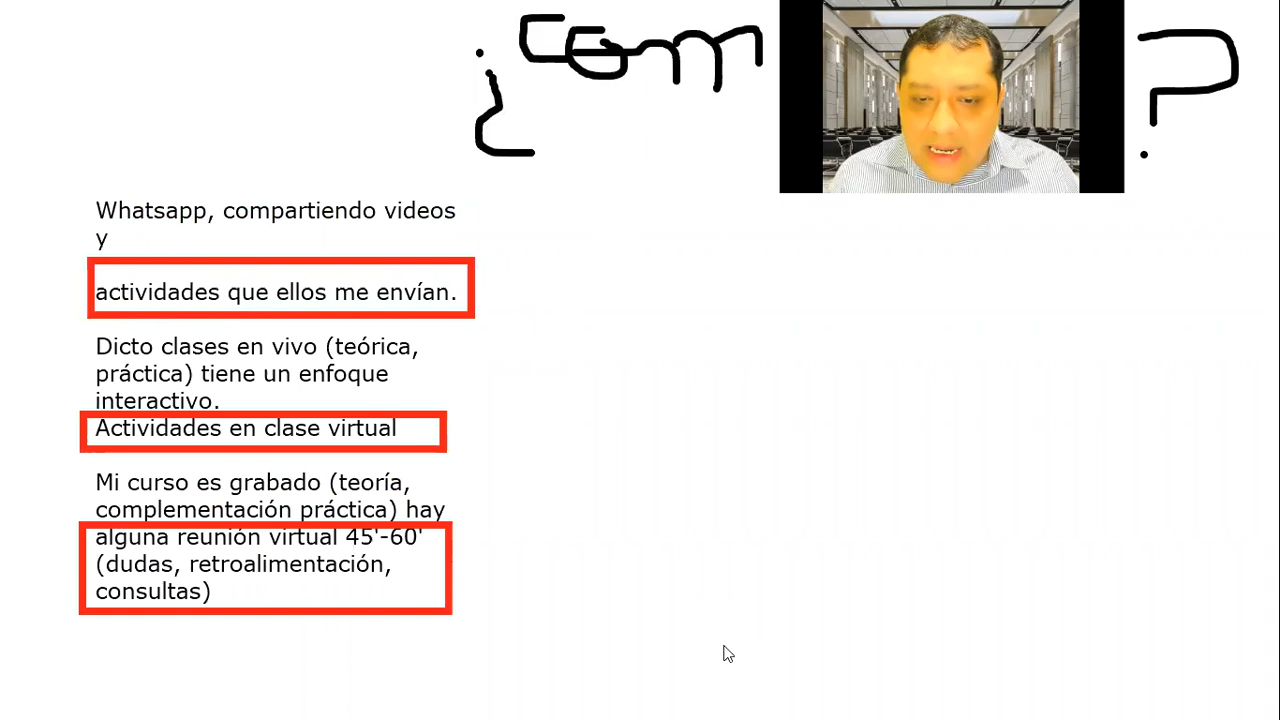 ¿com ?
Whatsapp, compartiendo videos
y
actividades que ellos me envían.
Dicto clases en vivo (teórica,
práctica) tiene un enfoque
interactivo.
Actividades en clase virtual
Mi curso es grabado (teoría,
complementación práctica) hay
alguna reunión virtual 45'-60'
(dudas, retroalimentación,
consultas)